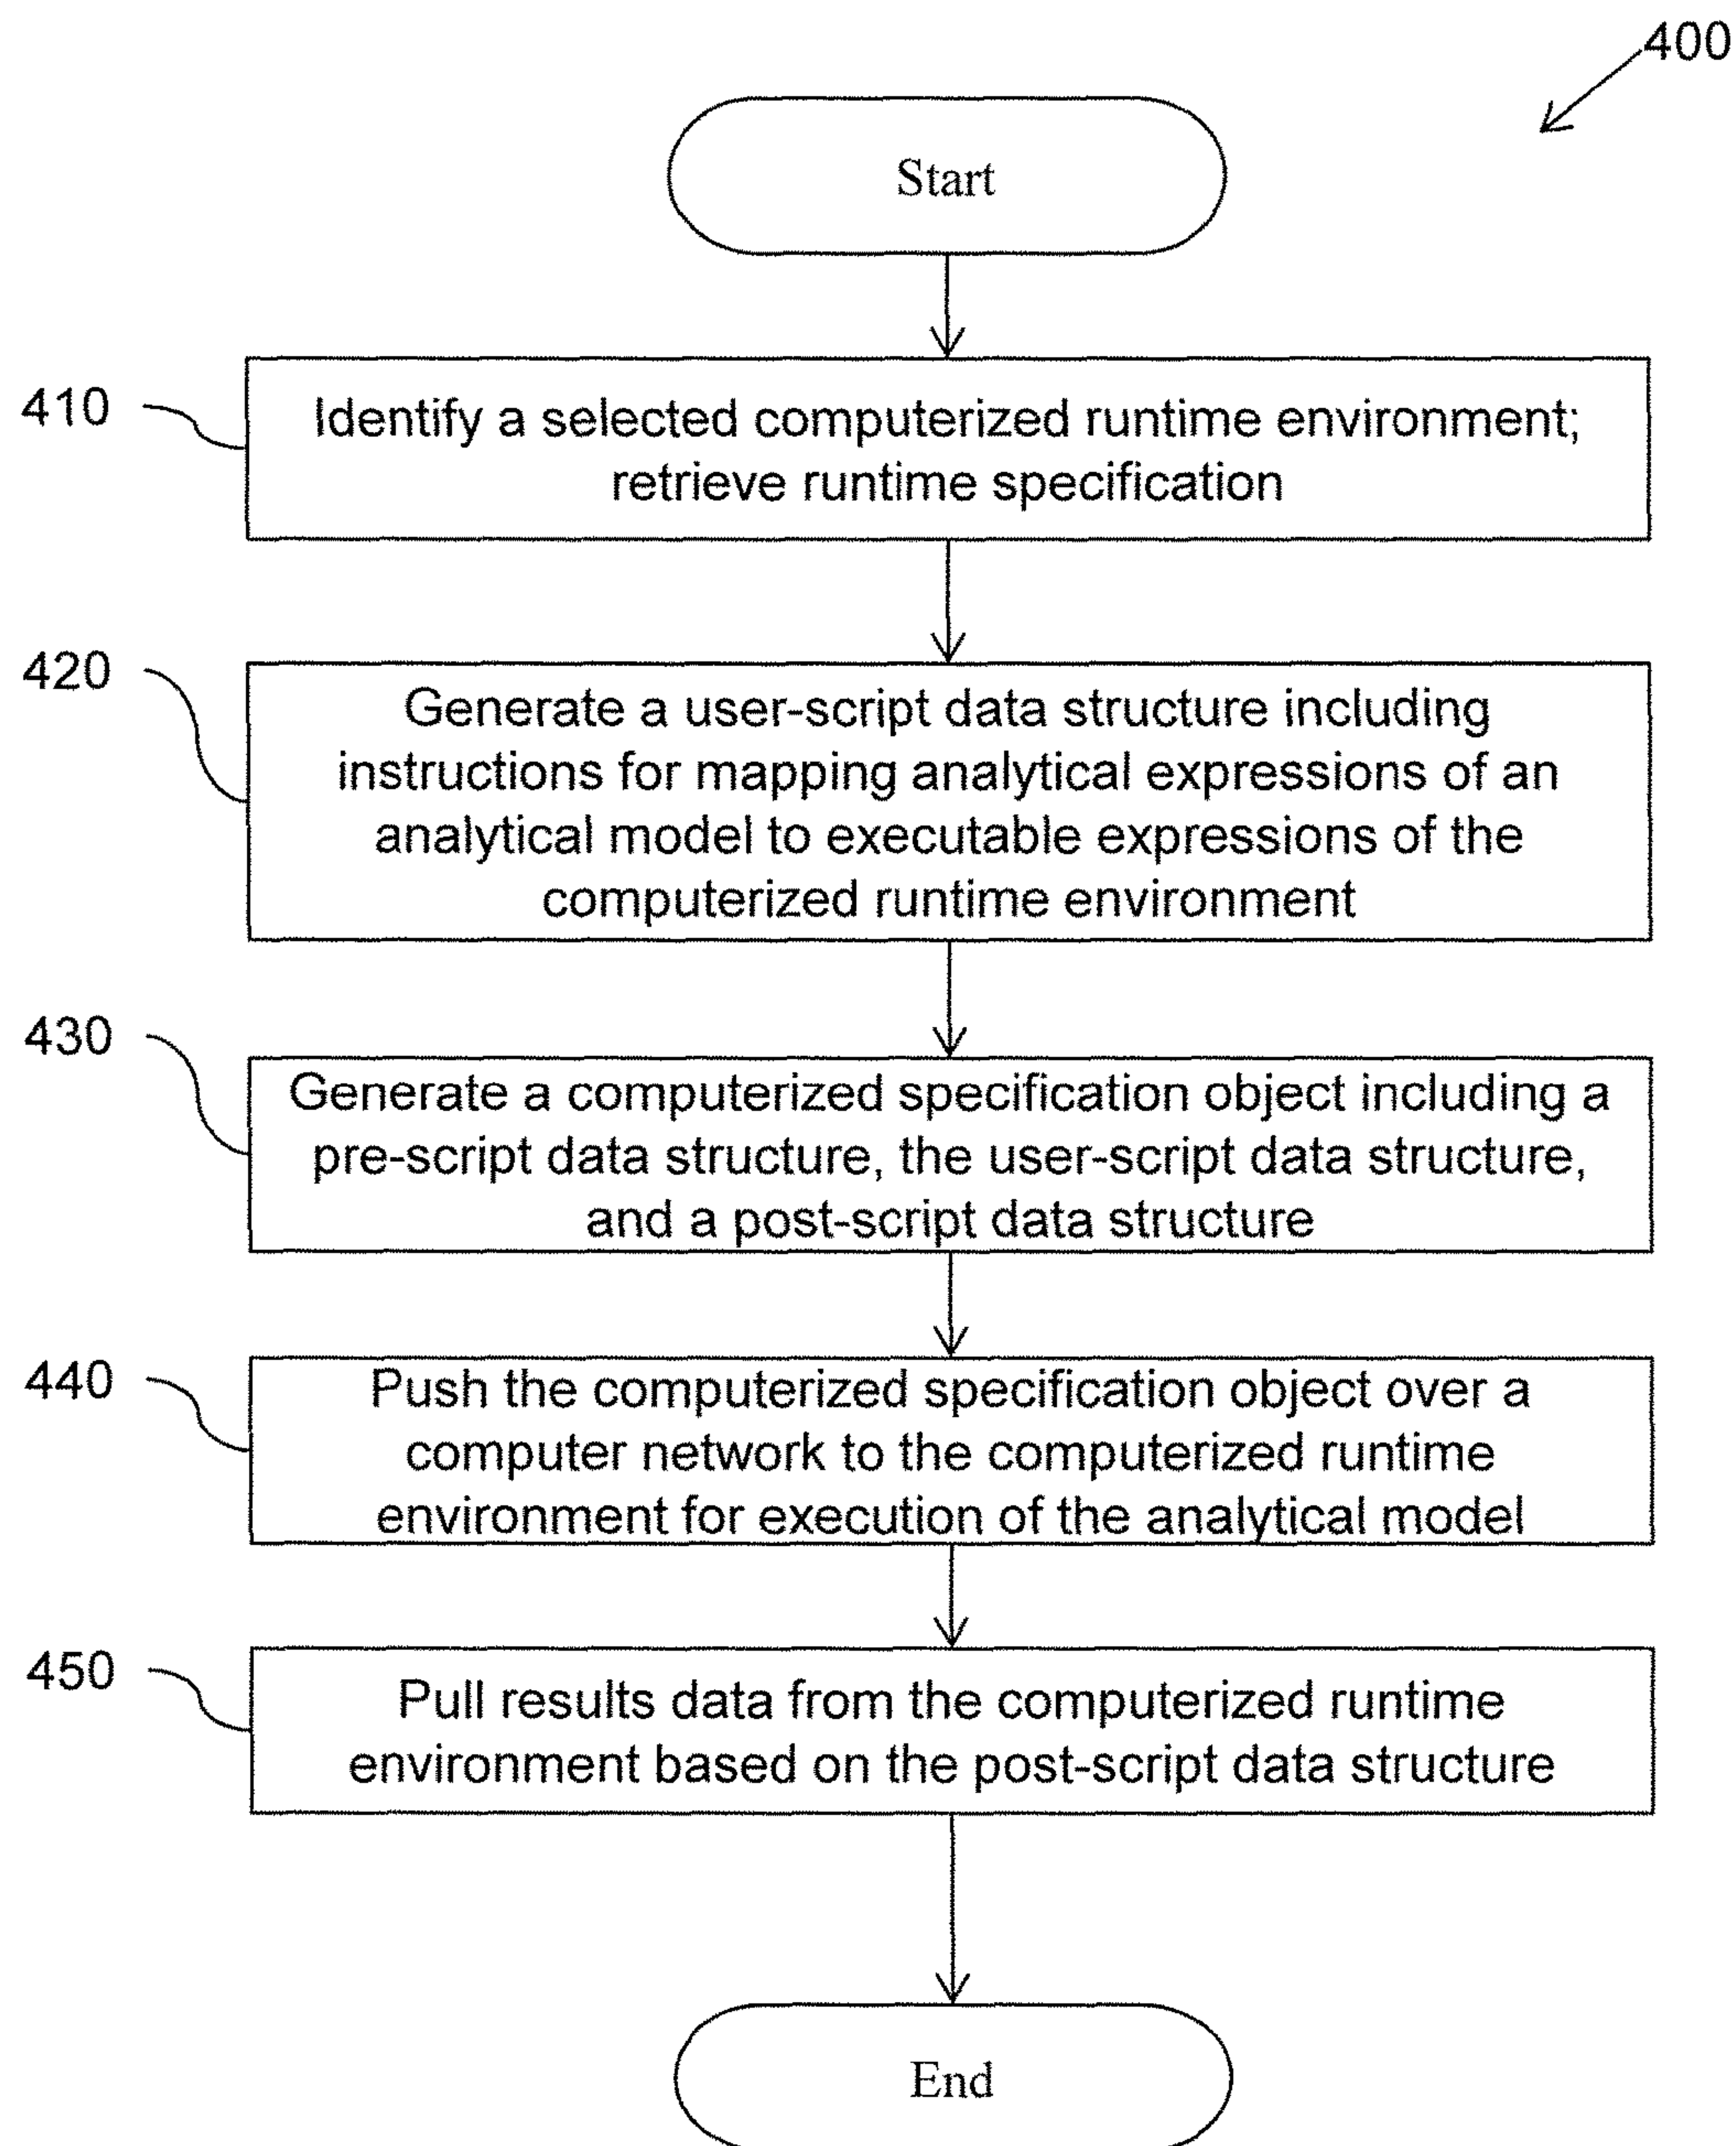 400
Start
410
Identify a selected computerized runtime environment;
retrieve runtime specification
420
Generate a user-script data structure including
instructions for mapping analytical expressions of an
analytical model to executable expressions of the
computerized runtime environment
430
Generate a computerized specification object including a
pre-script data structure, the user-script data structure,
and a post-script data structure
440
Push the computerized specification object over a
computer network to the computerized runtime
environment for execution of the analytical model
450
Pull results data from the computerized runtime
environment based on the post-script data structure
End